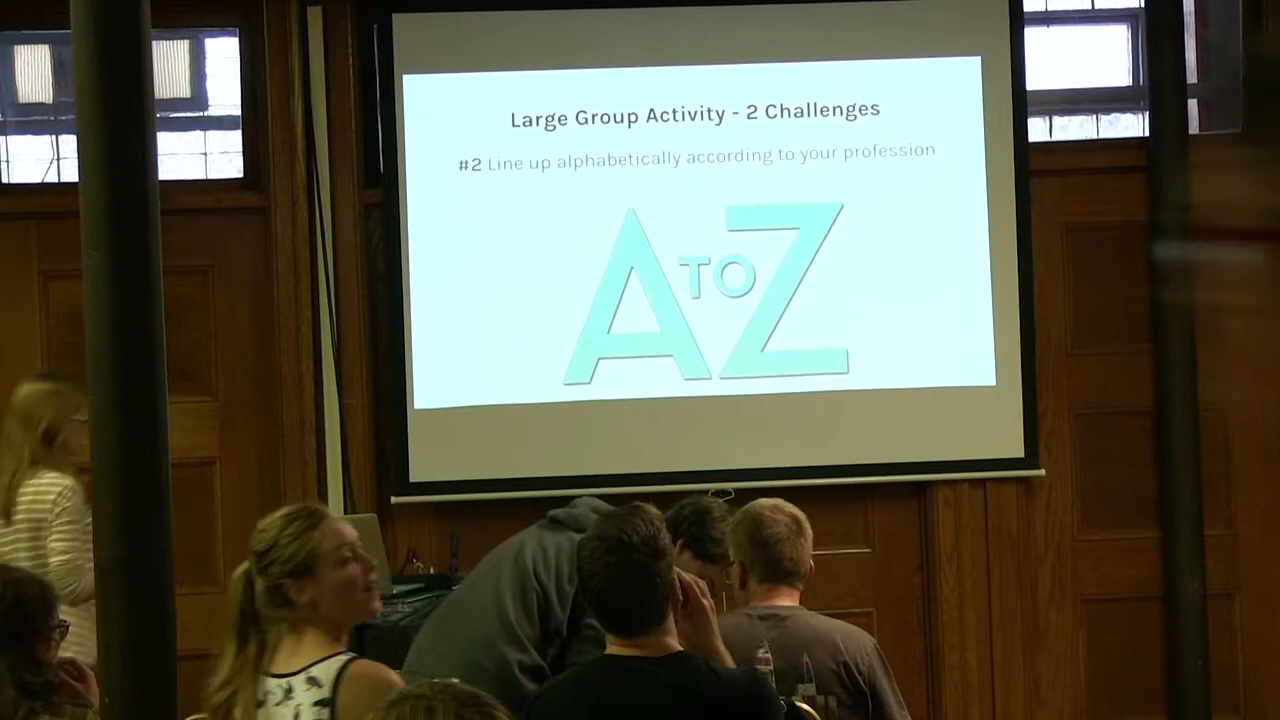 Large Group Activity - 2 Challenges
#2 Line up alphabetically according to your profession
A TO Z